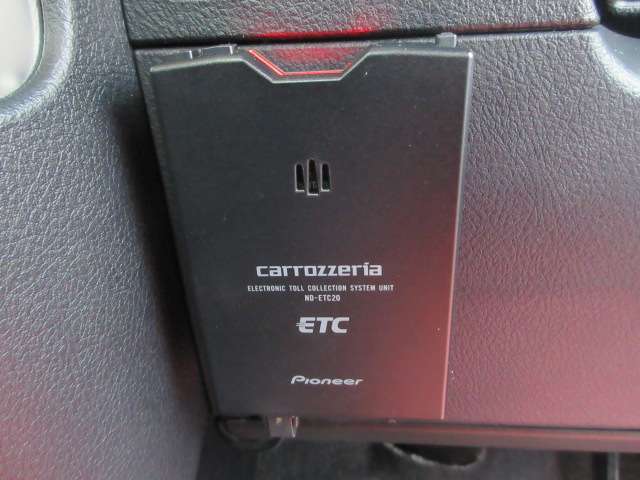 carrozzeria
ELECTRONIC TOLL COLLECTION SYSTEM UNIT
ND-ETC20
ETC
Pioneer